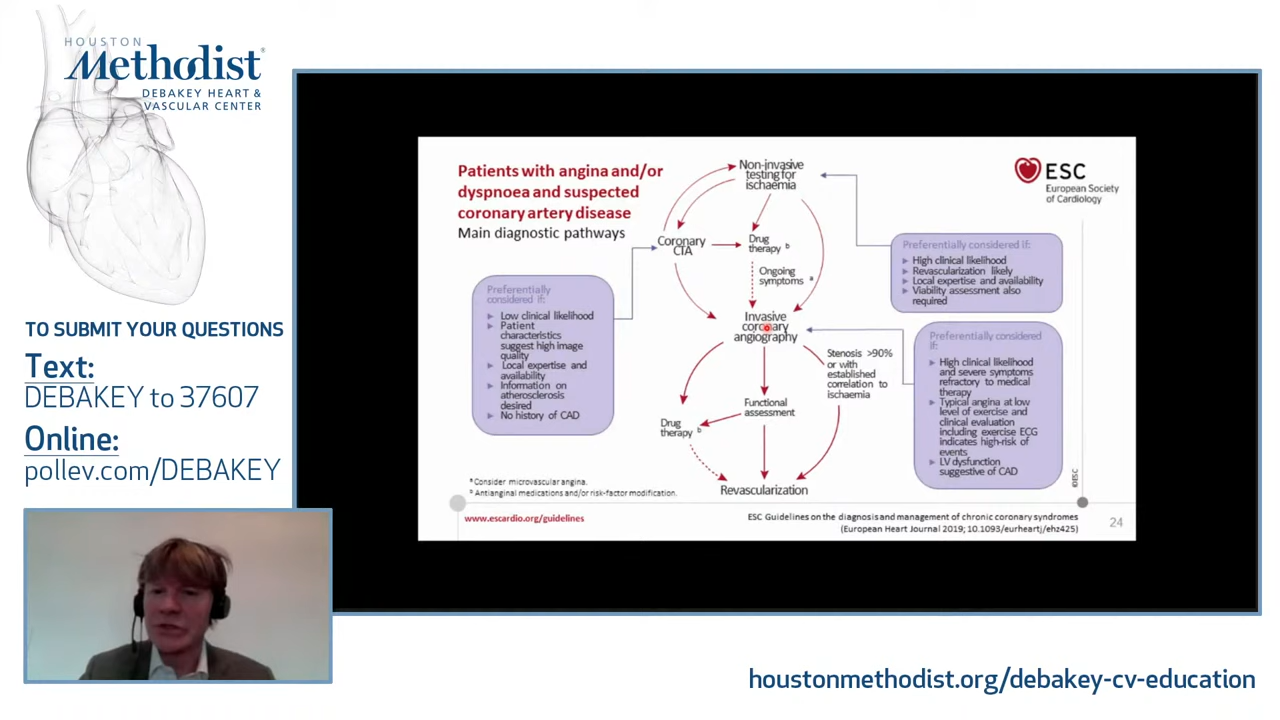 HOUSTON
Methodist®
DEBAKEY HEART &
VASCULAR CENTER
TO SUBMIT YOUR QUESTIONS
Text:
DEBAKEY to 37607
Online:
pollev.com/DEBAKEY
Patients with angina and/or
dyspnoea and suspected
coronary artery disease
Main diagnostic pathways
Non-invasive
testing for
ischaemia
ESC
European Society
of Cardiology
Coronary
CTA
Drug
therapy b
Ongoing
symptoms a
Preferentially considered if:
► High clinical likelihood
► Revascularization likely
► Local expertise and availability
► Viability assessment also
required
Preferentially
considered if:
► Low clinical likelihood
► Patient
characteristics
suggest high image
quality
► Local expertise and
availability
► Information on
atherosclerosis
desired
► No history of CAD
Invasive
coronary
angiography
Stenosis >90%
or with
established
correlation to
ischaemia
Preferentially considered
if:
► High clinical likelihood
and severe symptoms
refractory to medical
therapy
► Typical angina at low
level of exercise and
clinical evaluation
including exercise ECG
indicates high-risk of
events
► LV dysfunction
suggestive of CAD
Functional
assessment
Drug
therapy b
Revascularization
a Consider microvascular angina.
b Antianginal medications and/or risk-factor modification.
©ESC
www.escardio.org/guidelines
ESC Guidelines on the diagnosis and management of chronic coronary syndromes
(European Heart Journal 2019; 10.1093/eurheartj/ehz425)
24
houstonmethodist.org/debakey-cv-education